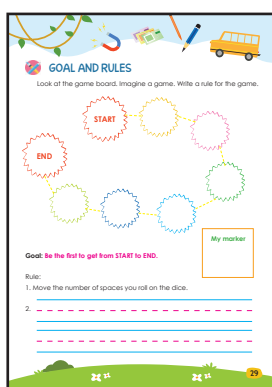 GOAL AND RULES
Look at the game board. Imagine a game. Write a rule for the game.
START
END
My marker
Goal: Be the first to get from START to END.
Rule:
1. Move the number of spaces you roll on the dice.
2.
29